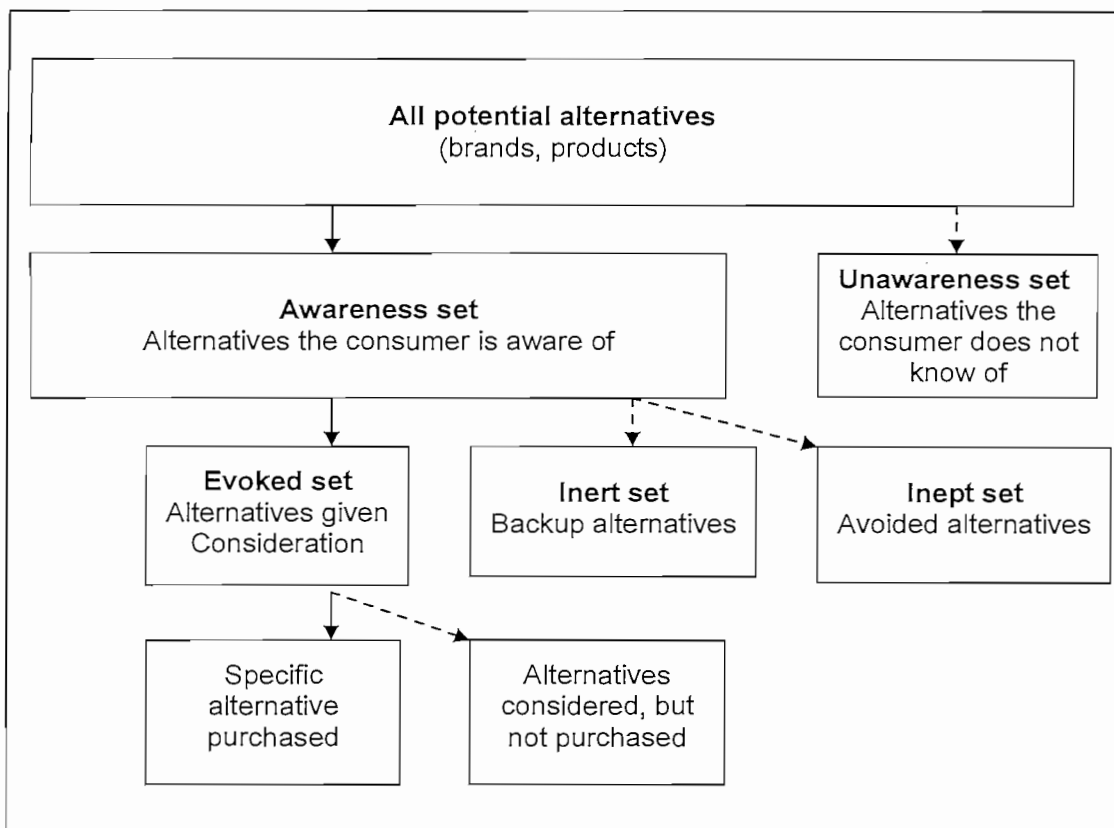 All potential alternatives
(brands, products)
Awareness set
Alternatives the consumer is aware of
Unawareness set
Alternatives the
consumer does not
know of
Evoked set
Alternatives given
Consideration
Inert set
Backup alternatives
Inept set
Avoided alternatives
Specific
alternative
purchased
Alternatives
considered, but
not purchased